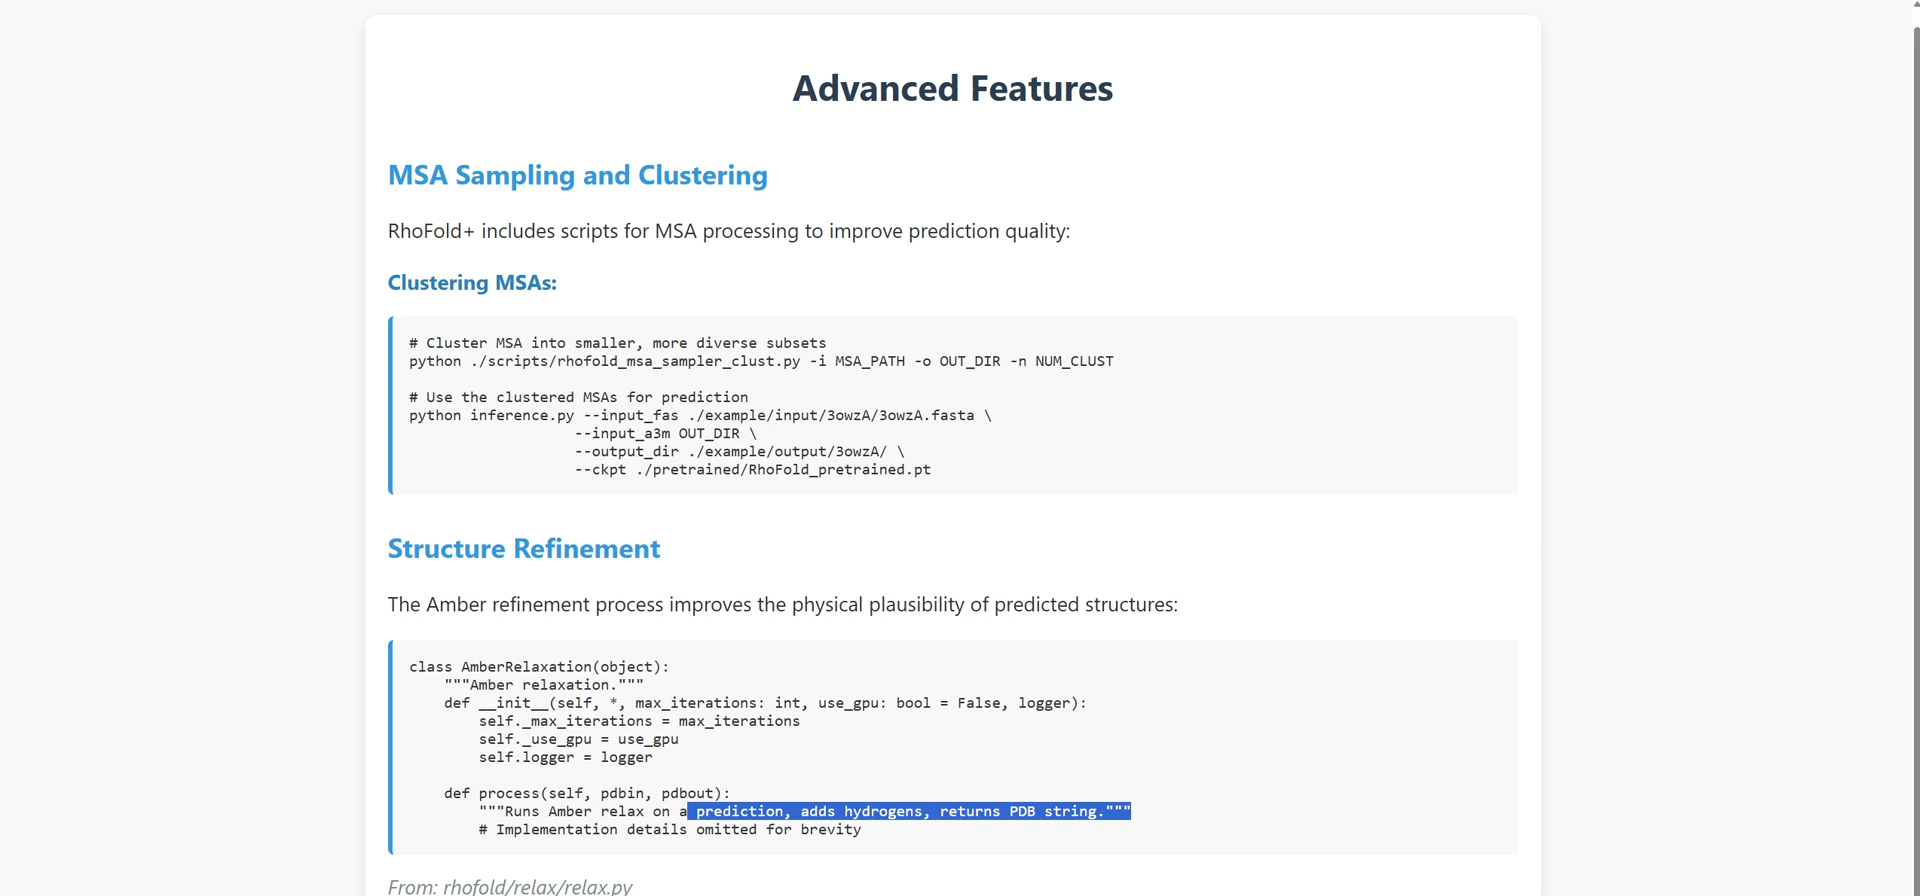 Advanced Features
MSA Sampling and Clustering
RhoFold+ includes scripts for MSA processing to improve prediction quality:
Clustering MSAs:
# Cluster MSA into smaller, more diverse subsets
python ./scripts/rhofold_msa_sampler_clust.py -i MSA_PATH -o OUT_DIR -n NUM_CLUST
# Use the clustered MSAs for prediction
python inference.py --input_fas ./example/input/3owzA/3owzA.fasta \
--input_a3m OUT_DIR \
--output_dir ./example/output/3owzA/ \
--ckpt ./pretrained/RhoFold_pretrained.pt
Structure Refinement
The Amber refinement process improves the physical plausibility of predicted structures:
class AmberRelaxation(object):
"""Amber relaxation."""
def __init__(self, *, max_iterations: int, use_gpu: bool = False, logger):
self._max_iterations = max_iterations
self._use_gpu = use_gpu
self.logger = logger
def process(self, pdbin, pdbout):
"""Runs Amber relax on a prediction, adds hydrogens, returns PDB string."""
# Implementation details omitted for brevity
From: rhofold/relax/relax.py